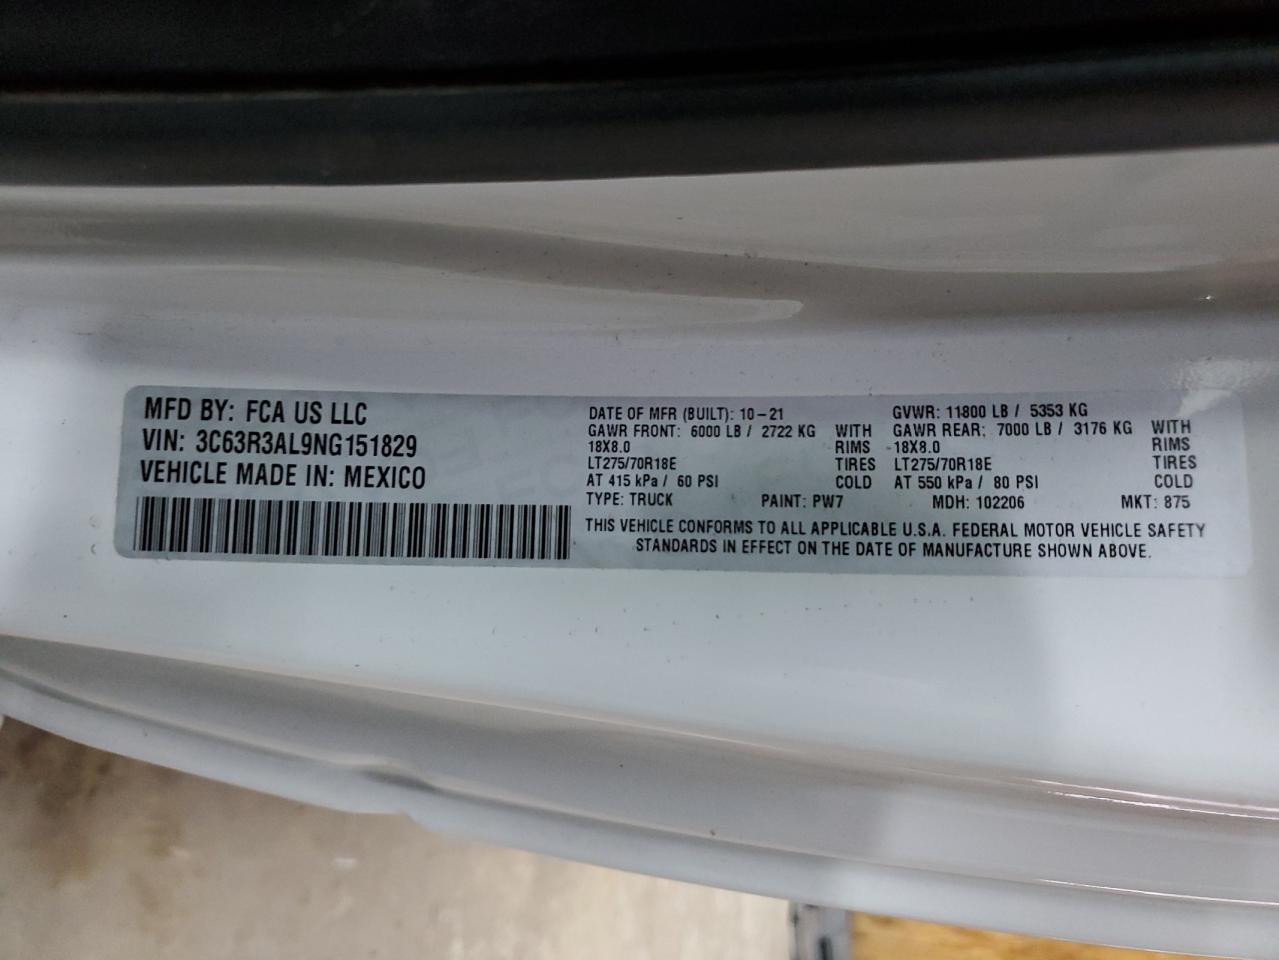 MFD BY: FCA US LLC
VIN: 3C63R3AL9NG151829
VEHICLE MADE IN: MEXICO
DATE OF MFR (BUILT): 10-21 GVWR: 11800 LB / 5353 KG
GAWR FRONT: 6000 LB / 2722 KG WITH GAWR REAR: 7000 LB / 3176 KG WITH
18X8.0 RIMS 18X8.0 RIMS
LT275/70R18E TIRES LT275/70R18E TIRES
AT 415 kPa / 60 PSI COLD AT 550 kPa / 80 PSI COLD
TYPE: TRUCK PAINT: PW7 MDH: 102206 MKT: 875
THIS VEHICLE CONFORMS TO ALL APPLICABLE U.S.A. FEDERAL MOTOR VEHICLE SAFETY
STANDARDS IN EFFECT ON THE DATE OF MANUFACTURE SHOWN ABOVE.